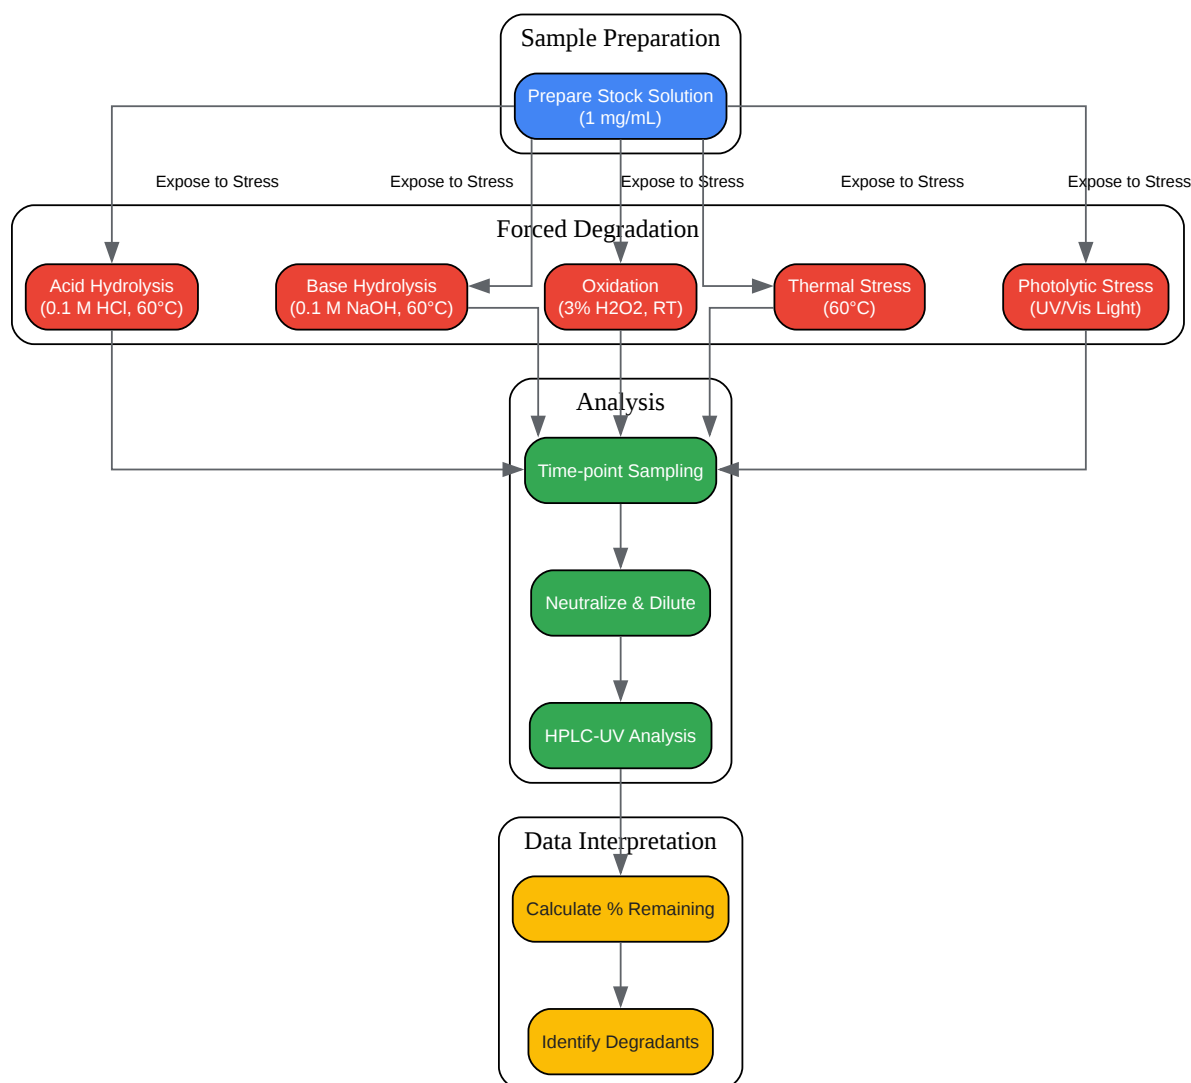 Sample Preparation
Prepare Stock Solution
(1 mg/mL)
Expose to Stress
Expose to Stress
Expose to Stress
Expose to Stress
Expose to Stress
Forced Degradation
Acid Hydrolysis
(0.1 M HCl, 60°C)
Base Hydrolysis
(0.1 M NaOH, 60°C)
Oxidation
(3% H2O2, RT)
Thermal Stress
(60°C)
Photolytic Stress
(UV/Vis Light)
Analysis
Time-point Sampling
Neutralize & Dilute
HPLC-UV Analysis
Data Interpretation
Calculate % Remaining
Identify Degradants